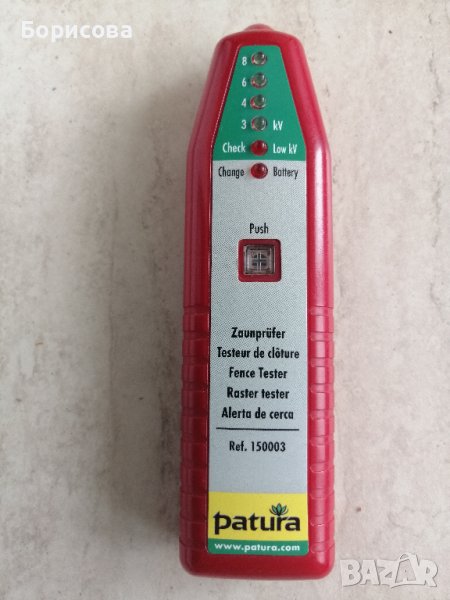 Борисова
8
6
4
3 kV
Check Low kV
Change Battery
Push
Zaunprüfer
Testeur de clôture
Fence Tester
Raster tester
Alerta de cerca
Ref. 150003
patura
www.patura.com
BAZAR